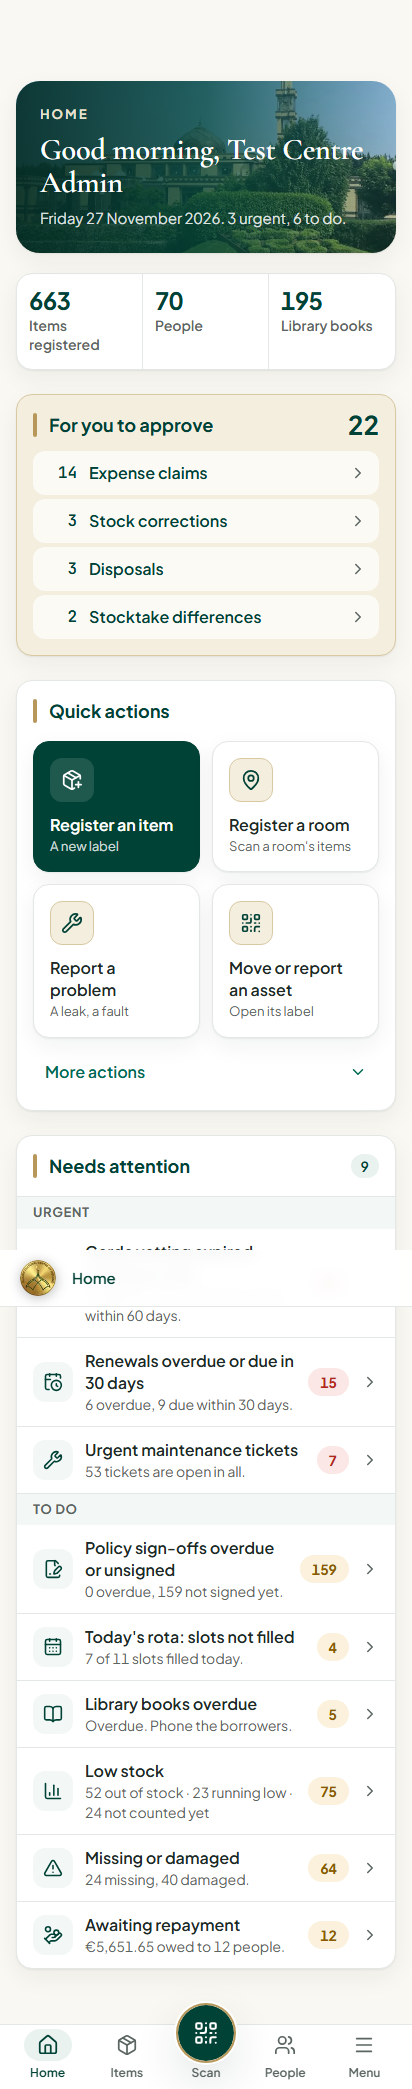 HOME
Good morning, Test Centre
Admin
Friday 27 November 2026. 3 urgent, 6 to do.
663
Items
registered
70
People
195
Library books
For you to approve
22
14 Expense claims
3 Stock corrections
3 Disposals
2 Stocktake differences
Quick actions
Register an item
A new label
Register a room
Scan a room's items
Report a
problem
A leak, a fault
Move or report
an asset
Open its label
More actions
Needs attention
9
URGENT
Home
within 60 days.
Renewals overdue or due in
30 days
6 overdue, 9 due within 30 days.
15
Urgent maintenance tickets
53 tickets are open in all.
7
TO DO
Policy sign-offs overdue
or unsigned
0 overdue, 159 not signed yet.
159
Today's rota: slots not filled
7 of 11 slots filled today.
4
Library books overdue
Overdue. Phone the borrowers.
5
Low stock
52 out of stock · 23 running low ·
24 not counted yet
75
Missing or damaged
24 missing, 40 damaged.
64
Awaiting repayment
€5,651.65 owed to 12 people.
12
Home
Items
Scan
People
Menu